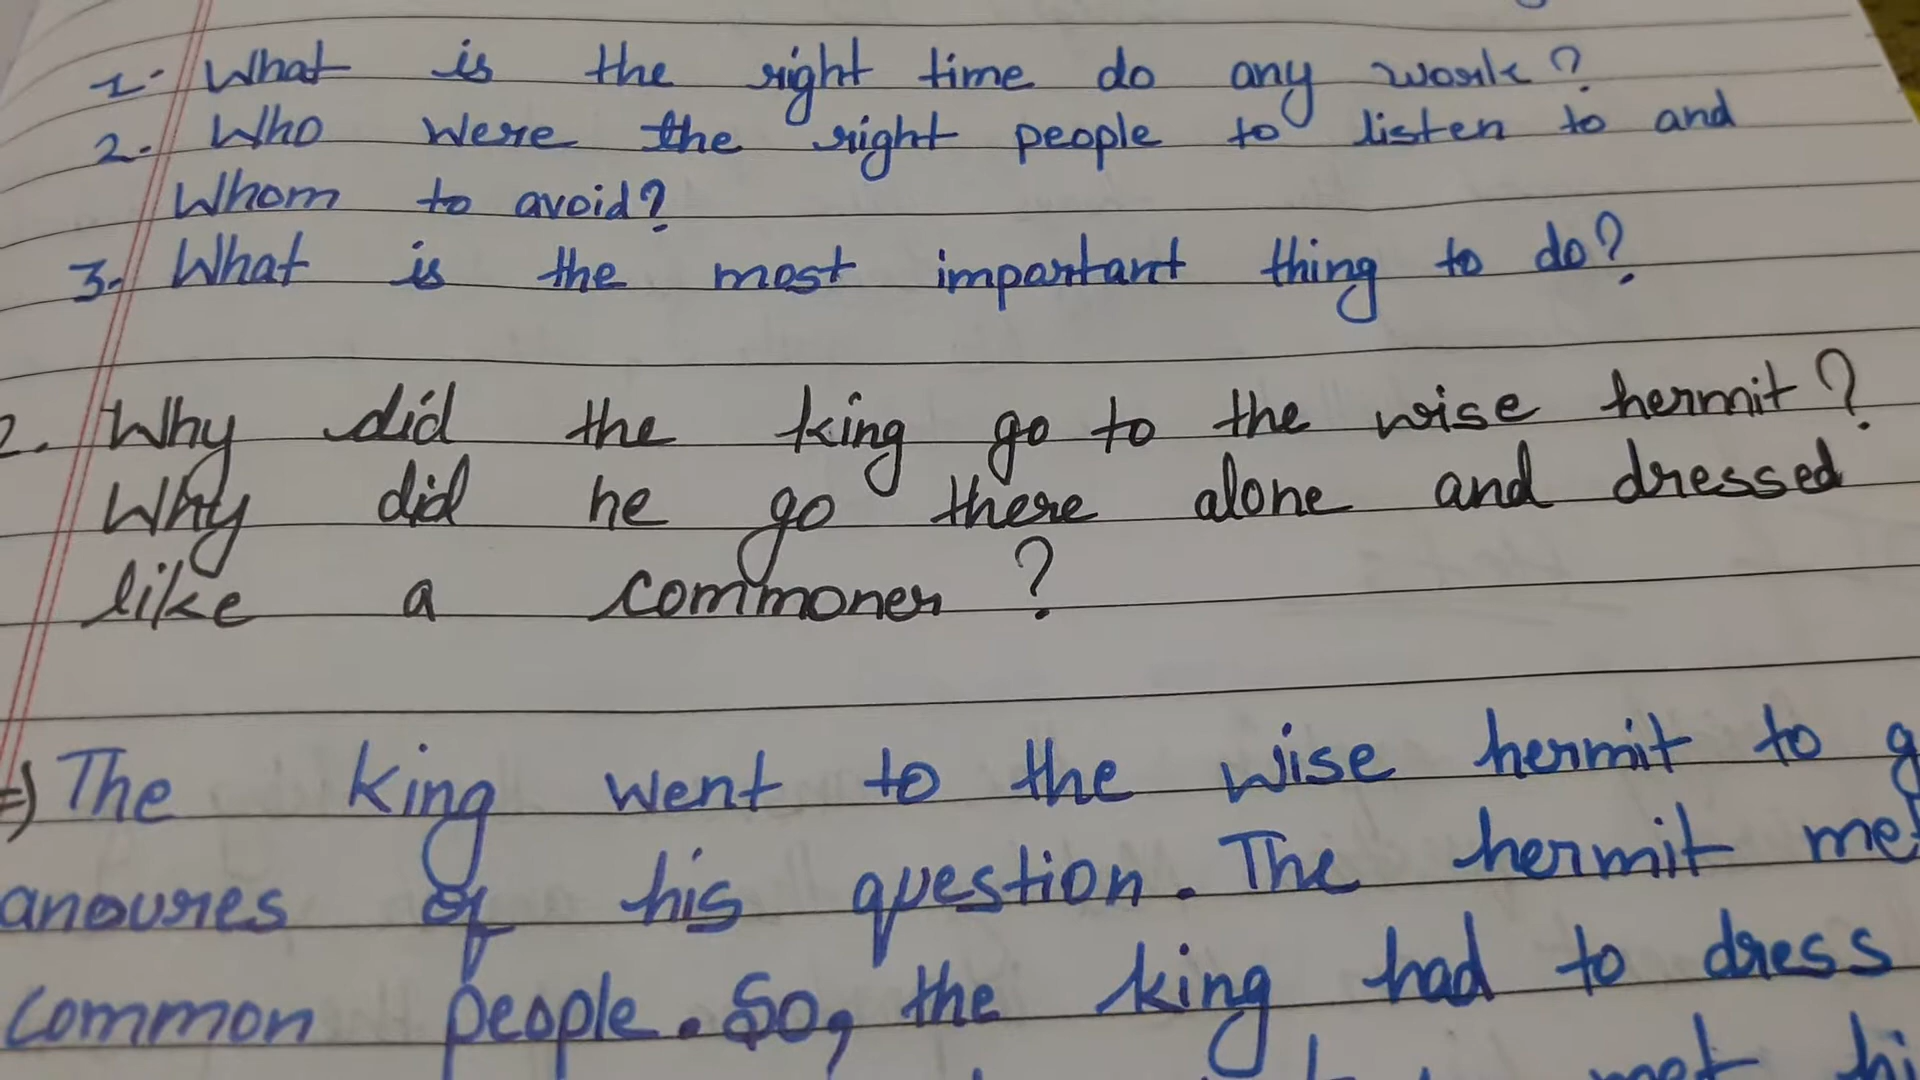 1. What is the right time do any work?
2. Who were the right people to listen to and
Whom to avoid?
3. What is the most important thing to do?
2. Why did the king go to the wise hermit?
Why did he go there alone and dressed
like a commoner?
=) The king went to the wise hermit to
anoures of his question. The hermit
common people. So, the king had to dress